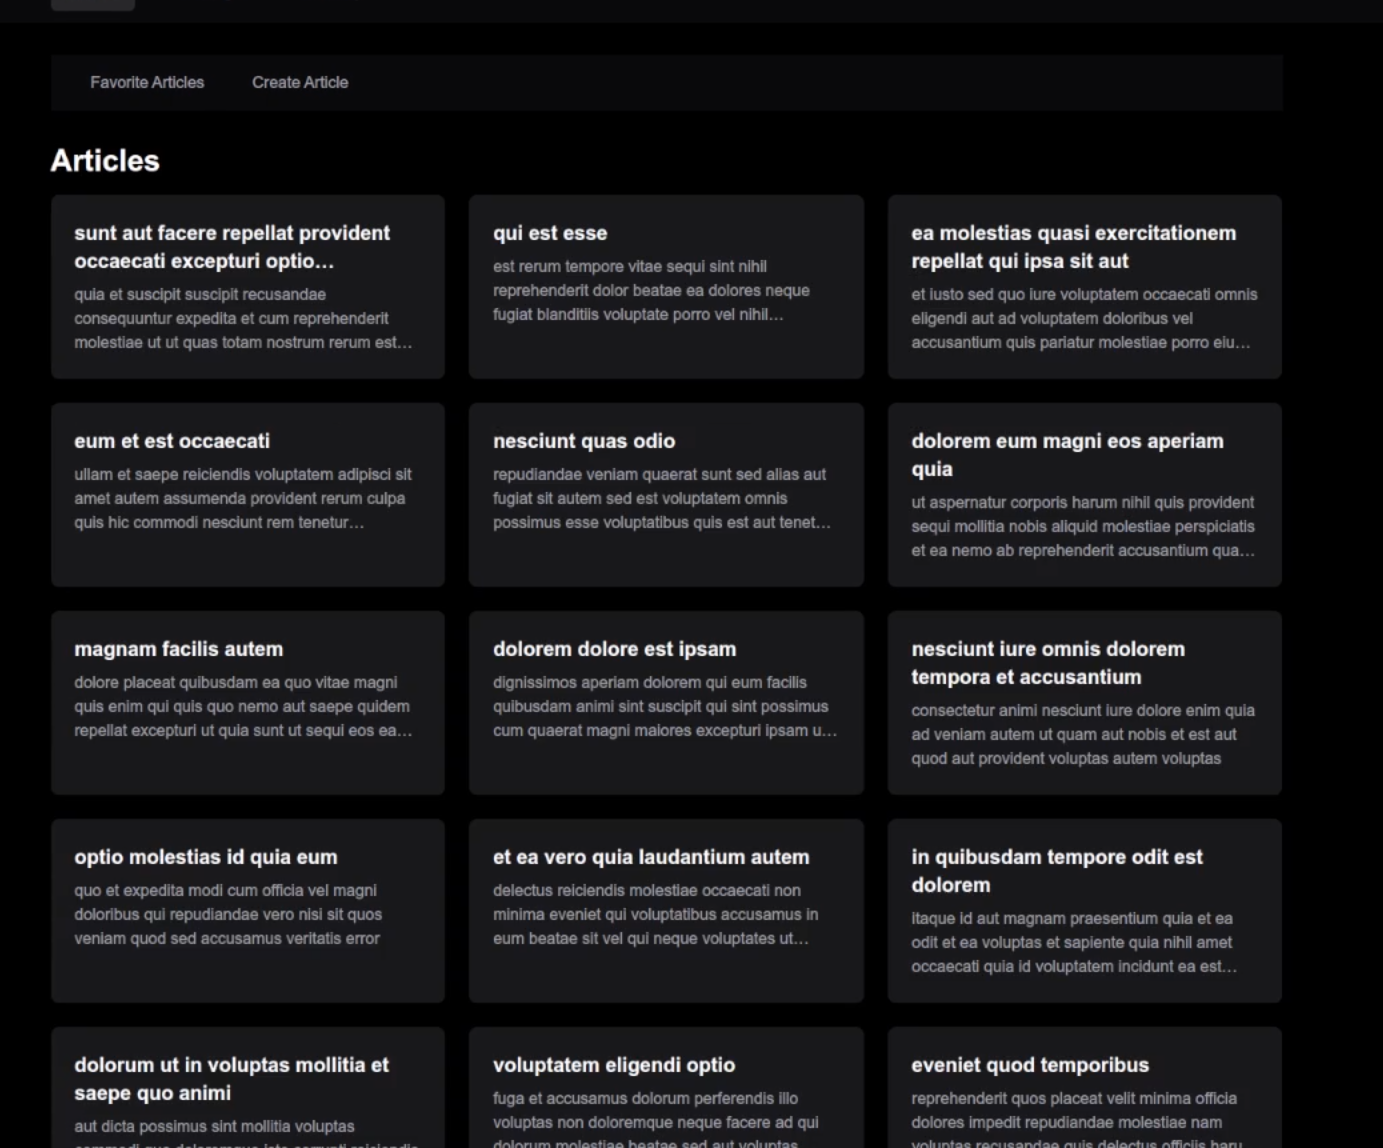 Favorite Articles
Create Article
Articles
sunt aut facere repellat provident
occaecati excepturi optio...
quia et suscipit suscipit recusandae
consequuntur expedita et cum reprehenderit
molestiae ut ut quas totam nostrum rerum est...
qui est esse
est rerum tempore vitae sequi sint nihil
reprehenderit dolor beatae ea dolores neque
fugiat blanditiis voluptate porro vel nihil...
ea molestias quasi exercitationem
repellat qui ipsa sit aut
et iusto sed quo iure voluptatem occaecati omnis
eligendi aut ad voluptatem doloribus vel
accusantium quis pariatur molestiae porro eiu...
eum et est occaecati
ullam et saepe reiciendis voluptatem adipisci sit
amet autem assumenda provident rerum culpa
quis hic commodi nesciunt rem tenetur...
nesciunt quas odio
repudiandae veniam quaerat sunt sed alias aut
fugiat sit autem sed est voluptatem omnis
possimus esse voluptatibus quis est aut tenet...
dolorem eum magni eos aperiam
quia
ut aspernatur corporis harum nihil quis provident
sequi mollitia nobis aliquid molestiae perspiciatis
et ea nemo ab reprehenderit accusantium qua...
magnam facilis autem
dolore placeat quibusdam ea quo vitae magni
quis enim qui quis quo nemo aut saepe quidem
repellat excepturi ut quia sunt ut sequi eos ea...
dolorem dolore est ipsam
dignissimos aperiam dolorem qui eum facilis
quibusdam animi sint suscipit qui sint possimus
cum quaerat magni maiores excepturi ipsam u...
nesciunt iure omnis dolorem
tempora et accusantium
consectetur animi nesciunt iure dolore enim quia
ad veniam autem ut quam aut nobis et est aut
quod aut provident voluptas autem voluptas
optio molestias id quia eum
quo et expedita modi cum officia vel magni
doloribus qui repudiandae vero nisi sit quos
veniam quod sed accusamus veritatis error
et ea vero quia laudantium autem
delectus reiciendis molestiae occaecati non
minima eveniet qui voluptatibus accusamus in
eum beatae sit vel qui neque voluptates ut...
in quibusdam tempore odit est
dolorem
itaque id aut magnam praesentium quia et ea
odit et ea voluptas et sapiente quia nihil amet
occaecati quia id voluptatem incidunt ea est...
dolorum ut in voluptas mollitia et
saepe quo animi
aut dicta possimus sint mollitia voluptas
voluptatem eligendi optio
fuga et accusamus dolorum perferendis illo
voluptas non doloremque neque facere ad qui
dolorum molestiae beatae sed aut voluptas
eveniet quod temporibus
reprehenderit quos placeat velit minima officia
dolores impedit repudiandae molestiae nam
voluptas recusandae quis delectus officiis haru